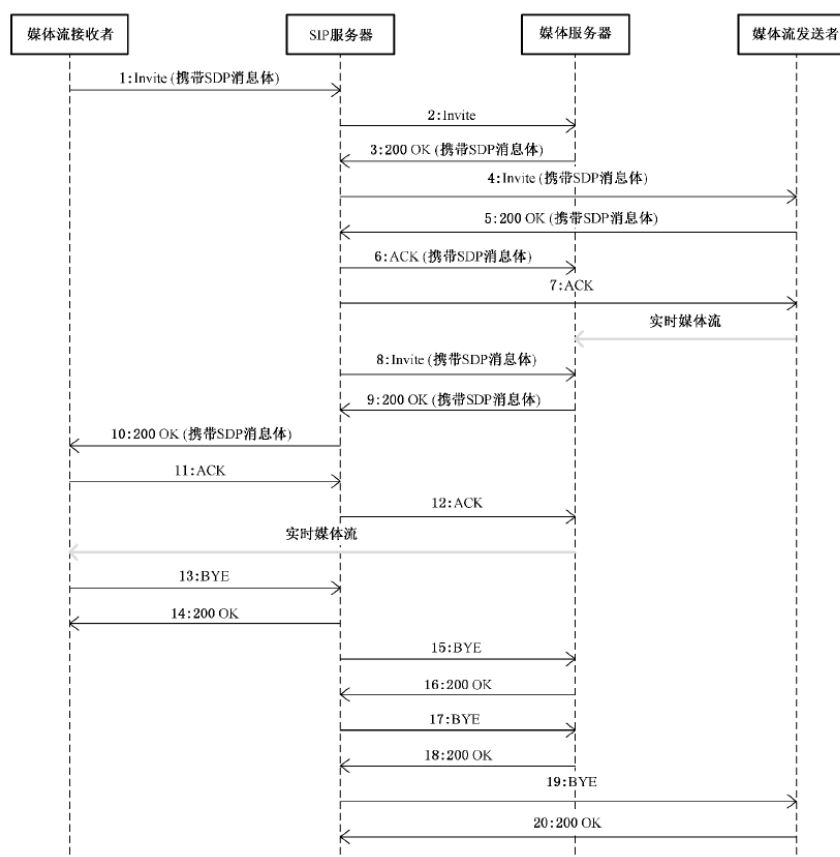 媒体流接收者
SIP服务器
媒体服务器
媒体流发送者
1:Invite (携带SDP消息体)
2:Invite
3:200 OK (携带SDP消息体)
4:Invite (携带SDP消息体)
5:200 OK (携带SDP消息体)
6:ACK (携带SDP消息体)
7:ACK
实时媒体流
8:Invite (携带SDP消息体)
9:200 OK (携带SDP消息体)
10:200 OK (携带SDP消息体)
11:ACK
12:ACK
实时媒体流
13:BYE
14:200 OK
15:BYE
16:200 OK
17:BYE
18:200 OK
19:BYE
20:200 OK